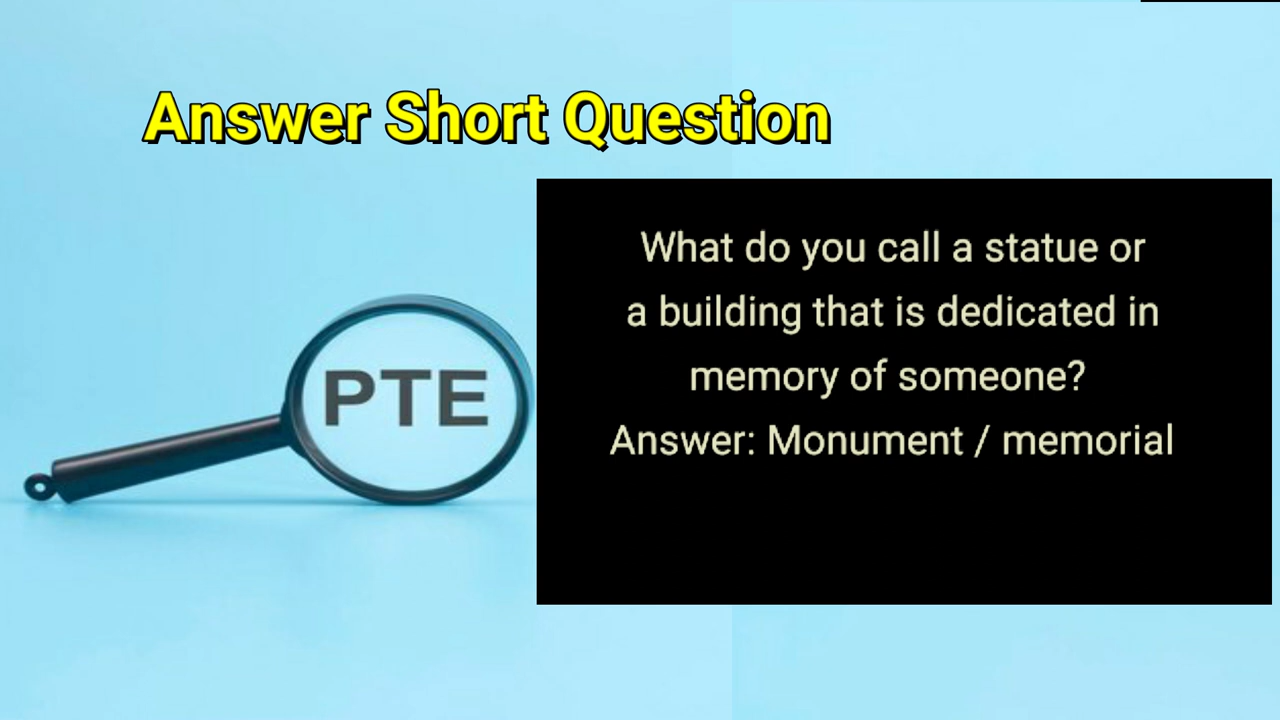 Answer Short Question
PTE
What do you call a statue or
a building that is dedicated in
memory of someone?
Answer: Monument / memorial